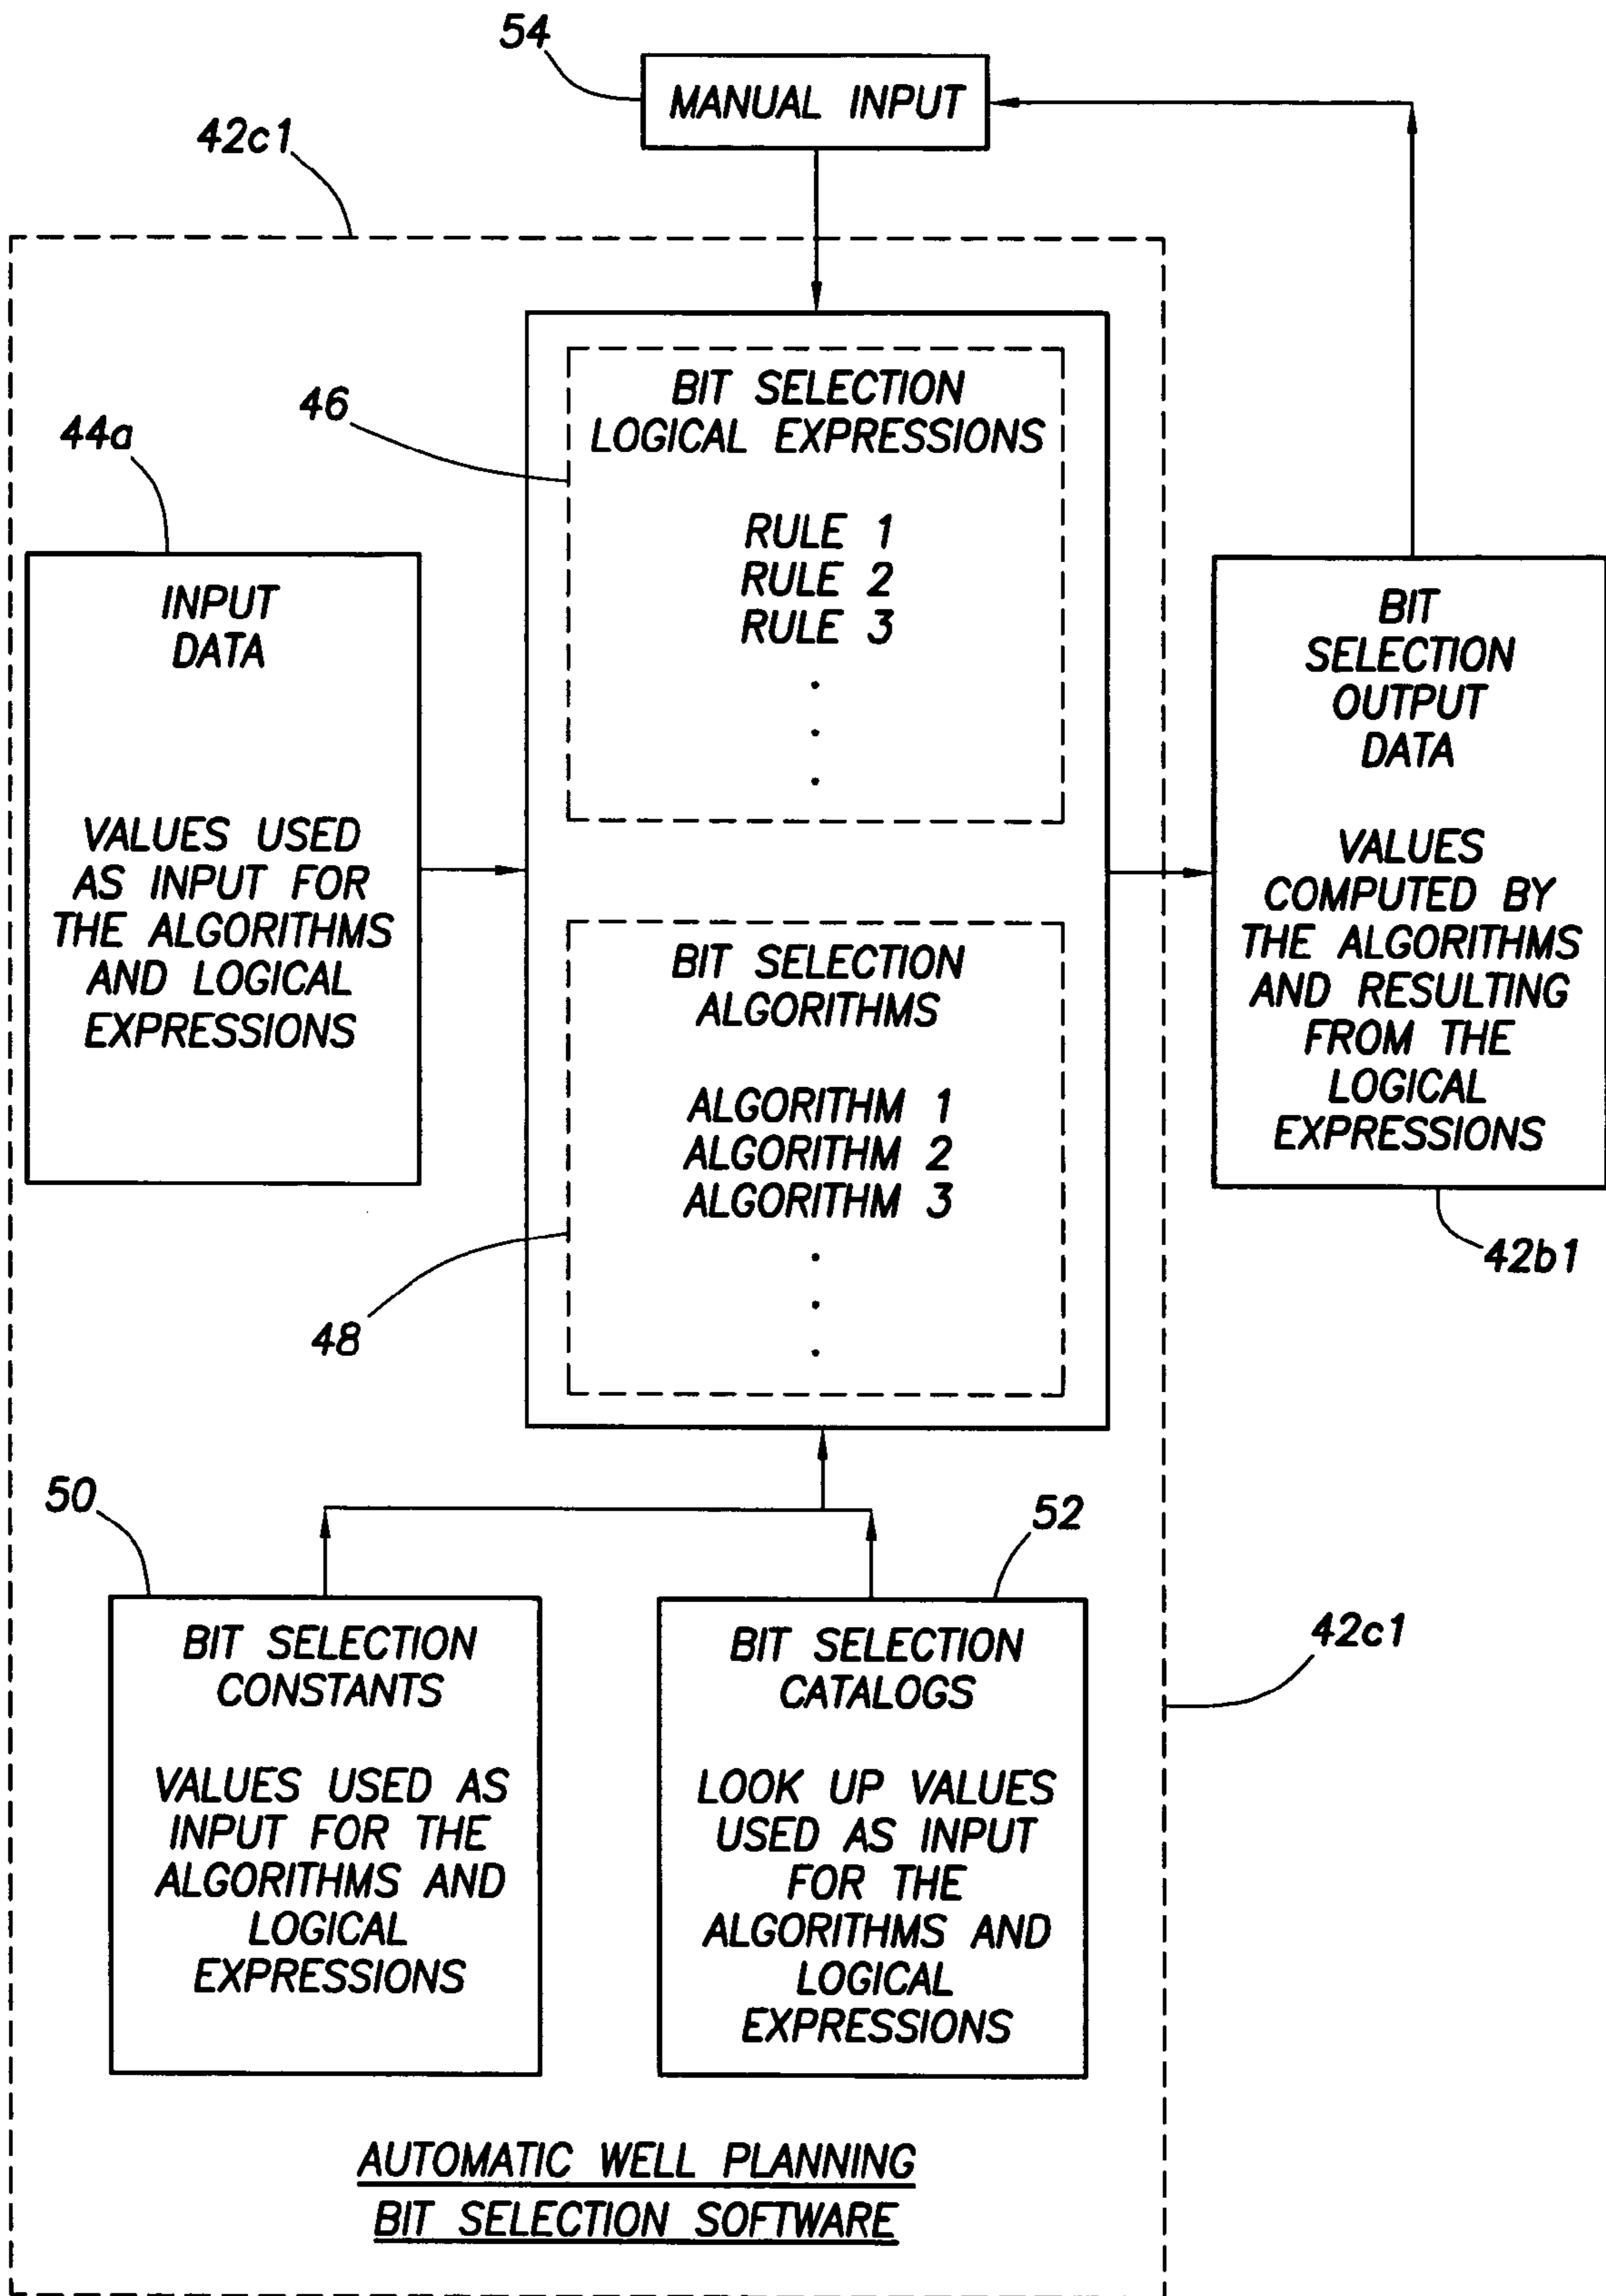 54
MANUAL INPUT
42c1
46
BIT SELECTION
LOGICAL EXPRESSIONS
RULE 1
RULE 2
RULE 3
.
.
.
44a
INPUT
DATA
VALUES USED
AS INPUT FOR
THE ALGORITHMS
AND LOGICAL
EXPRESSIONS
BIT
SELECTION
OUTPUT
DATA
VALUES
COMPUTED BY
THE ALGORITHMS
AND RESULTING
FROM THE
LOGICAL
EXPRESSIONS
42b1
BIT SELECTION
ALGORITHMS
ALGORITHM 1
ALGORITHM 2
ALGORITHM 3
.
.
.
48
50
BIT SELECTION
CONSTANTS
VALUES USED AS
INPUT FOR THE
ALGORITHMS AND
LOGICAL
EXPRESSIONS
52
BIT SELECTION
CATALOGS
LOOK UP VALUES
USED AS INPUT
FOR THE
ALGORITHMS AND
LOGICAL
EXPRESSIONS
42c1
AUTOMATIC WELL PLANNING
BIT SELECTION SOFTWARE